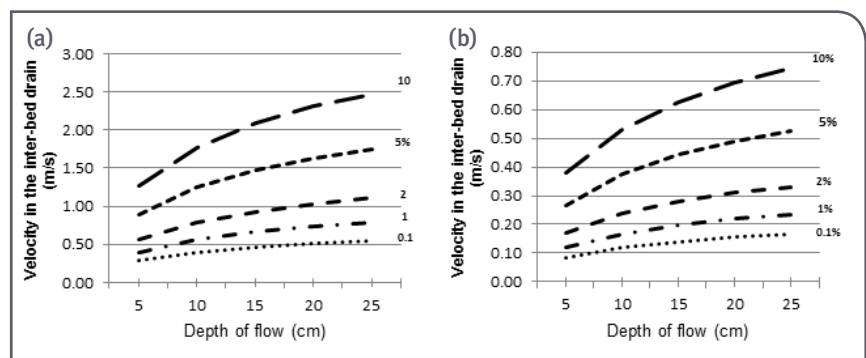 (a)
3.00
2.50
2.00
1.50
1.00
0.50
0.00
Velocity in the inter-bed drain
(m/s)
10
5%
2
1
0.1
5 10 15 20 25
Depth of flow (cm)
(b)
0.80
0.70
0.60
0.50
0.40
0.30
0.20
0.10
0.00
Velocity in the inter-bed drain
(m/s)
10%
5%
2%
1%
0.1%
5 10 15 20 25
Depth of flow (cm)